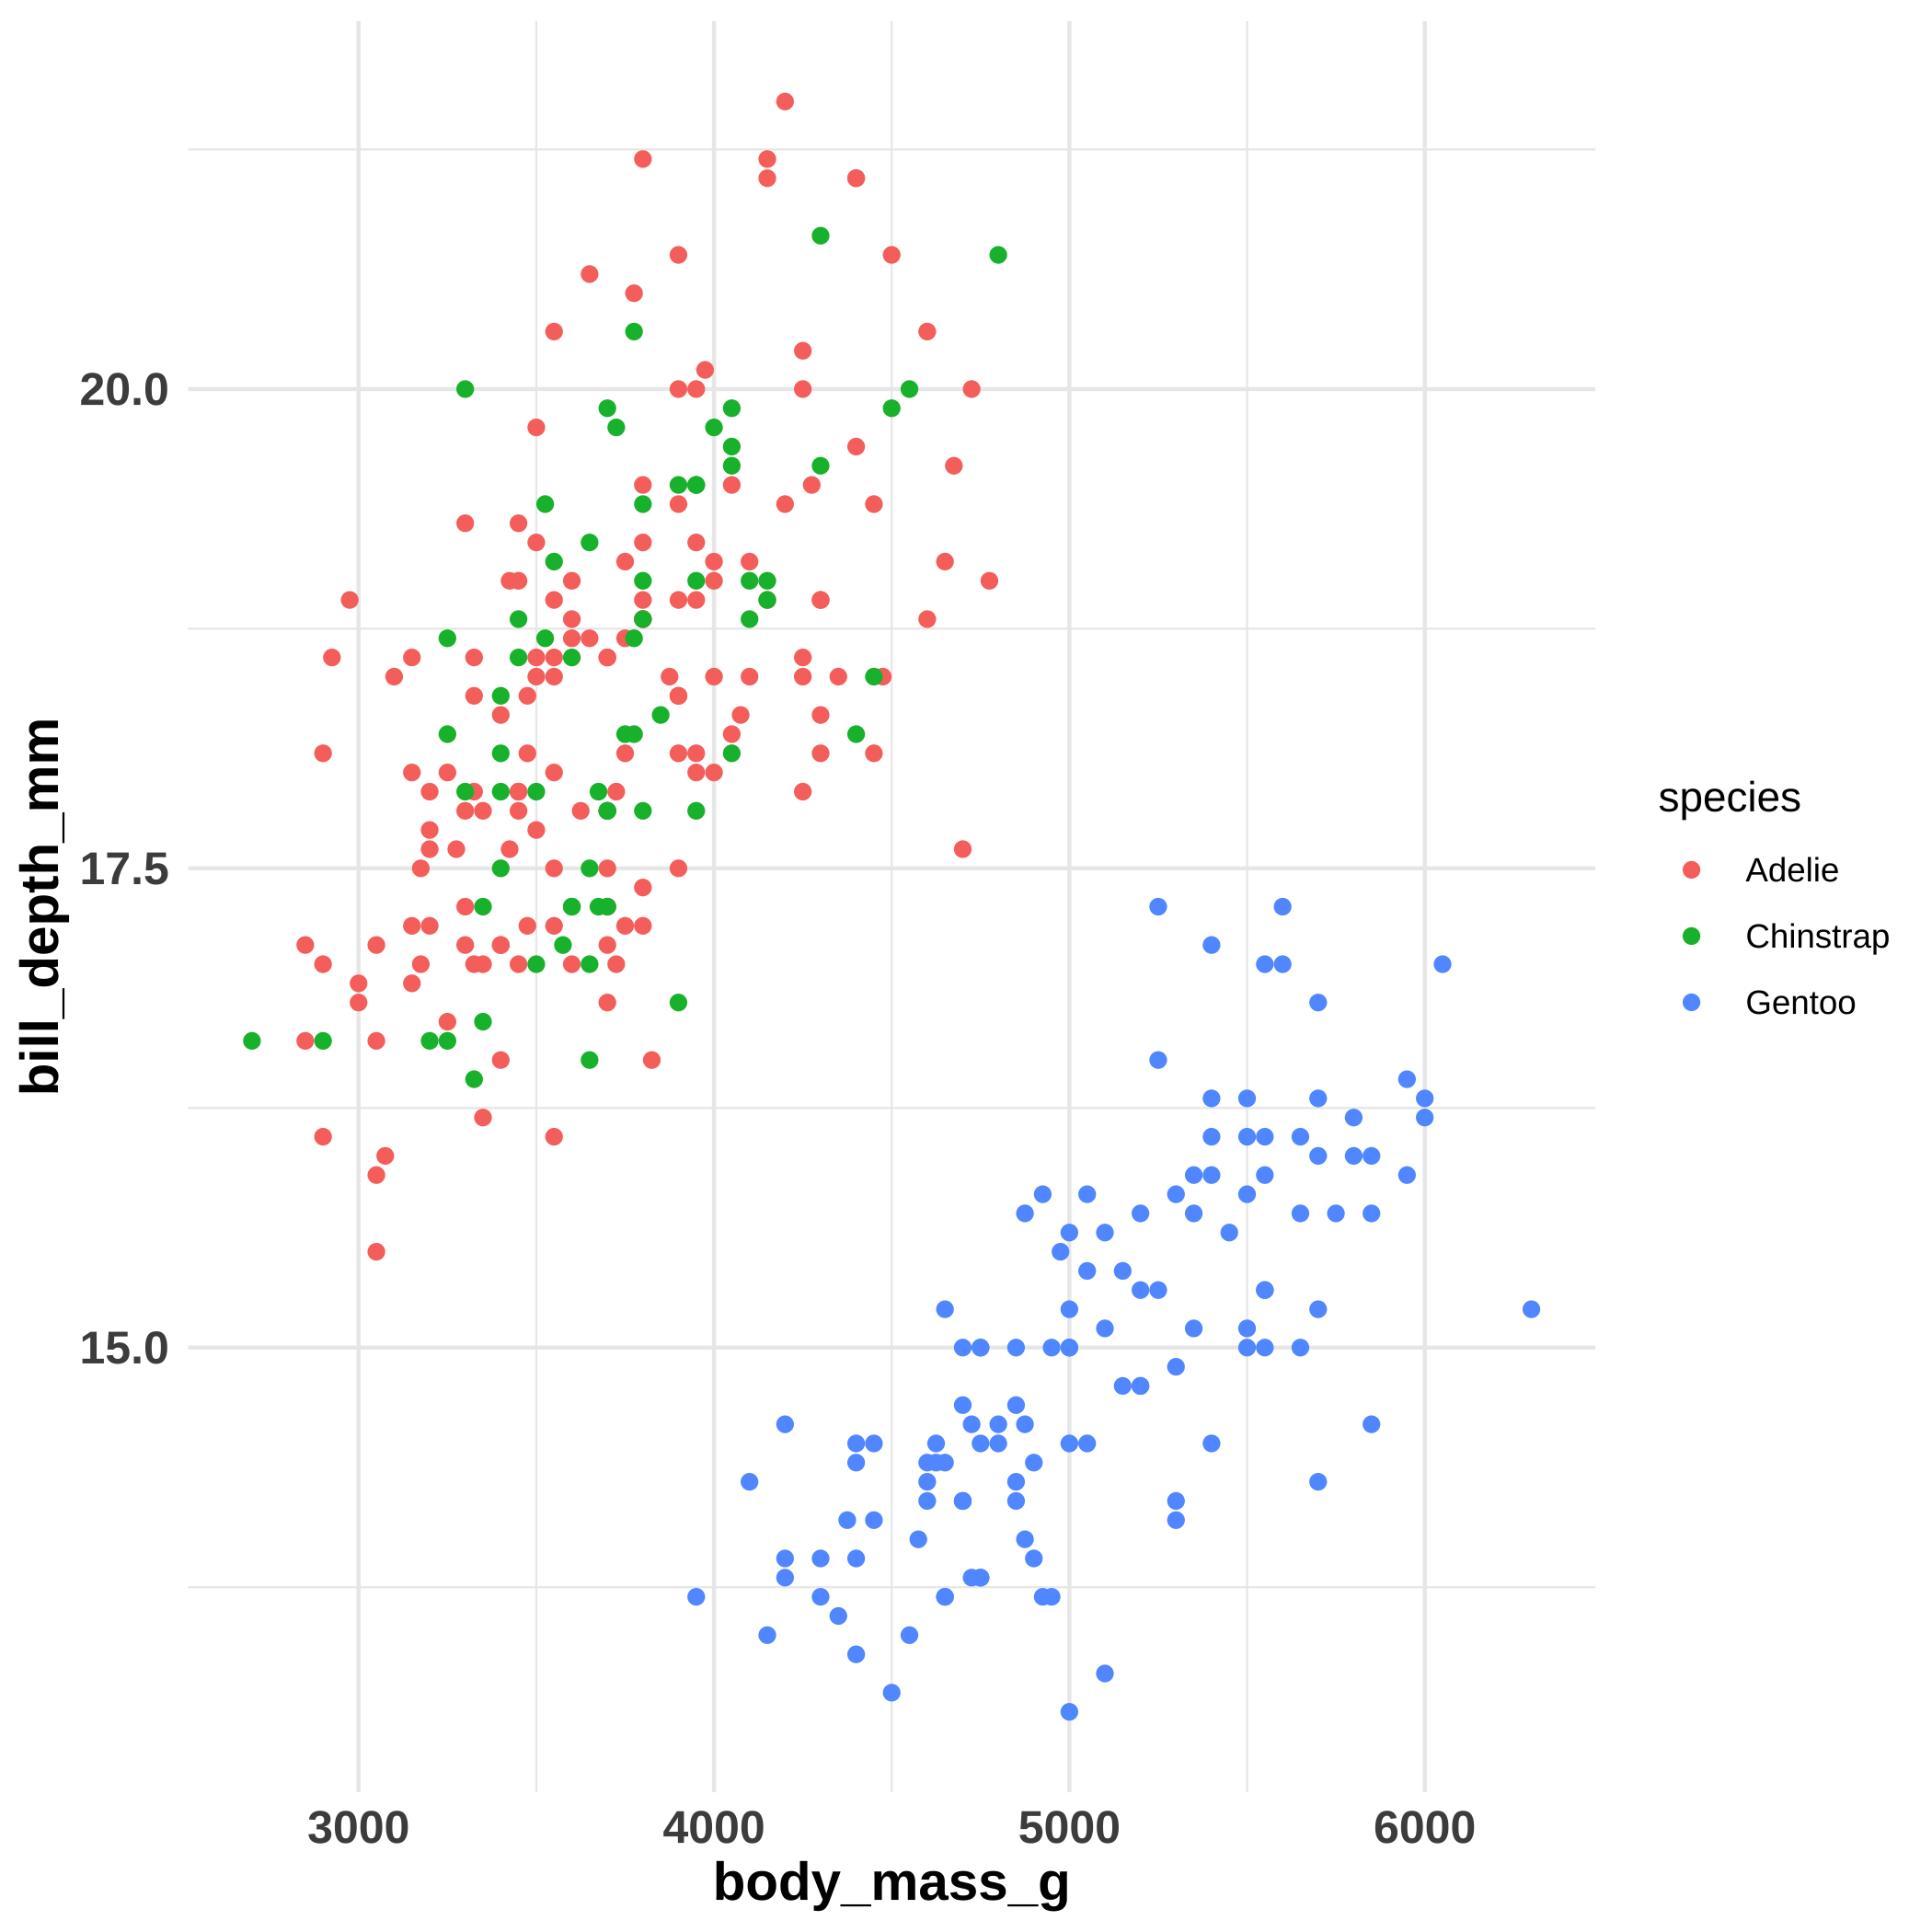 20.0
17.5
15.0
bill_depth_mm
3000 4000 5000 6000
body_mass_g
species
Adelie
Chinstrap
Gentoo